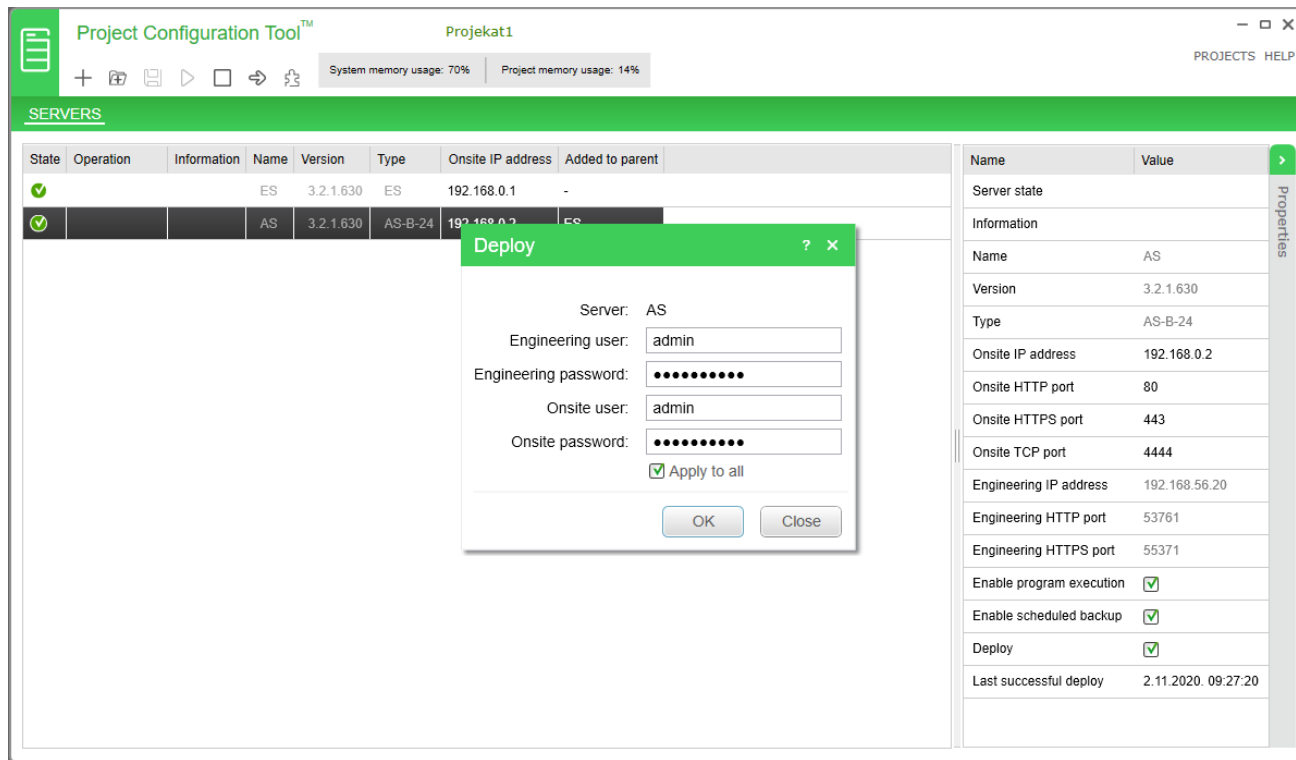 Project Configuration Tool™
Projekat1
PROJECTS HELP
System memory usage: 70% Project memory usage: 14%
SERVERS
State Operation Information Name Version Type Onsite IP address Added to parent
ES 3.2.1.630 ES 192.168.0.1 -
AS 3.2.1.630 AS-B-24 192.168.0.2 ES
Deploy ? ×
Server: AS
Engineering user: admin
Engineering password: ●●●●●●●●●●
Onsite user: admin
Onsite password: ●●●●●●●●●●
Apply to all
OK Close
Name Value
Server state
Information
Name AS
Version 3.2.1.630
Type AS-B-24
Onsite IP address 192.168.0.2
Onsite HTTP port 80
Onsite HTTPS port 443
Onsite TCP port 4444
Engineering IP address 192.168.56.20
Engineering HTTP port 53761
Engineering HTTPS port 55371
Enable program execution
Enable scheduled backup
Deploy
Last successful deploy 2.11.2020. 09:27:20
Properties